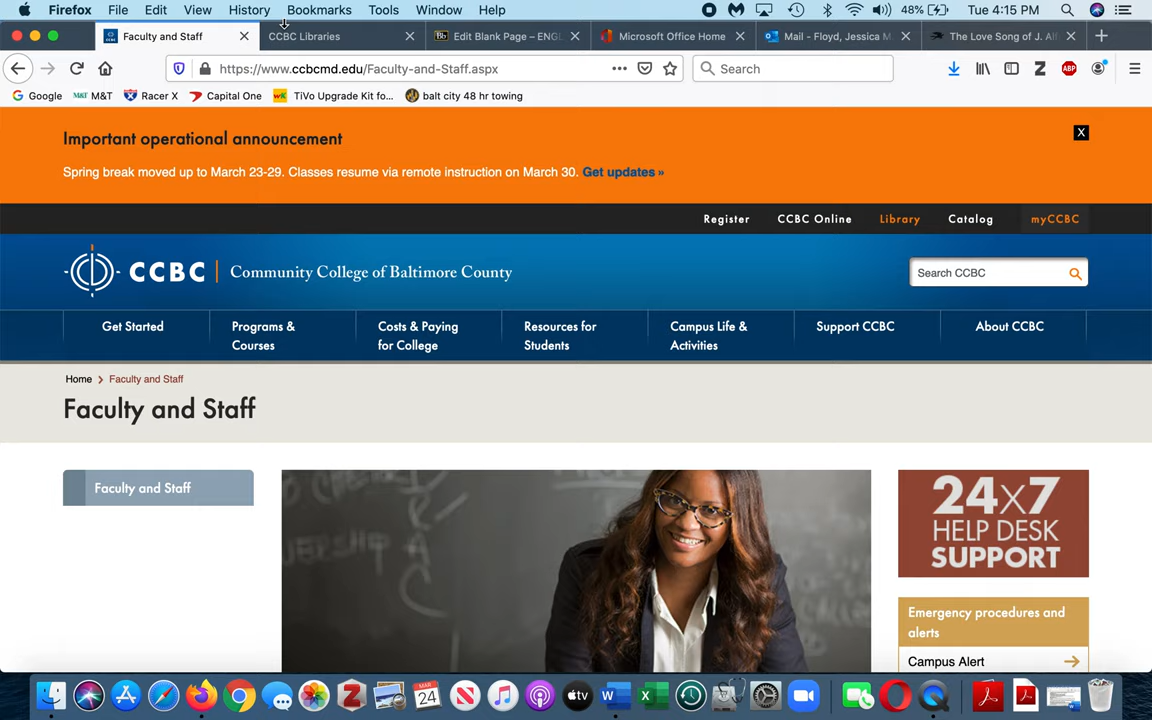 Firefox File Edit View History Bookmarks Tools Window Help 48% Tue 4:15 PM
Faculty and Staff CCBC Libraries Bb Edit Blank Page – ENGL Microsoft Office Home Mail - Floyd, Jessica M The Love Song of J. Alf
https://www.ccbcmd.edu/Faculty-and-Staff.aspx Search
Google M&T M&T Racer X Capital One TiVo Upgrade Kit fo... balt city 48 hr towing
Important operational announcement X
Spring break moved up to March 23-29. Classes resume via remote instruction on March 30. Get updates »
Register CCBC Online Library Catalog myCCBC
CCBC Community College of Baltimore County Search CCBC
Get Started Programs & Courses Costs & Paying for College Resources for Students Campus Life & Activities Support CCBC About CCBC
Home Faculty and Staff
Faculty and Staff
Faculty and Staff
24x7
HELP DESK
SUPPORT
Emergency procedures and
alerts
Campus Alert
MAR
24
tv
W
X